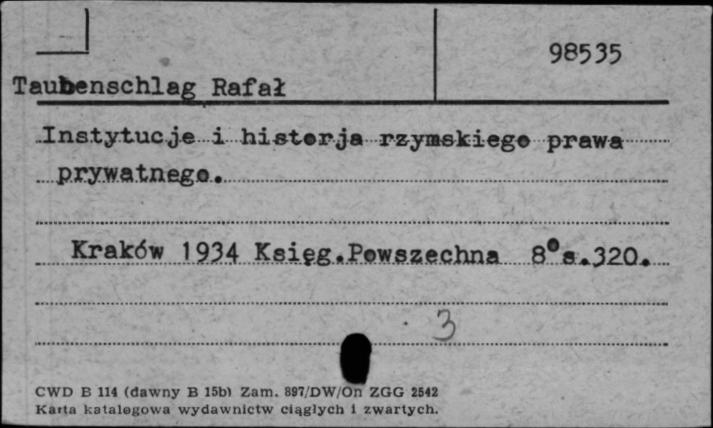 98535
Taubenschlag Rafał
Instytucje i historja rzymskiego prawa
prywatnego.
Kraków 1934 Księg.Powszechna 8° s.320.
3
CWD B 114 (dawny B 15b) Zam. 897/DW/On ZGG 2542
Karta katalogowa wydawnictw ciągłych i zwartych.